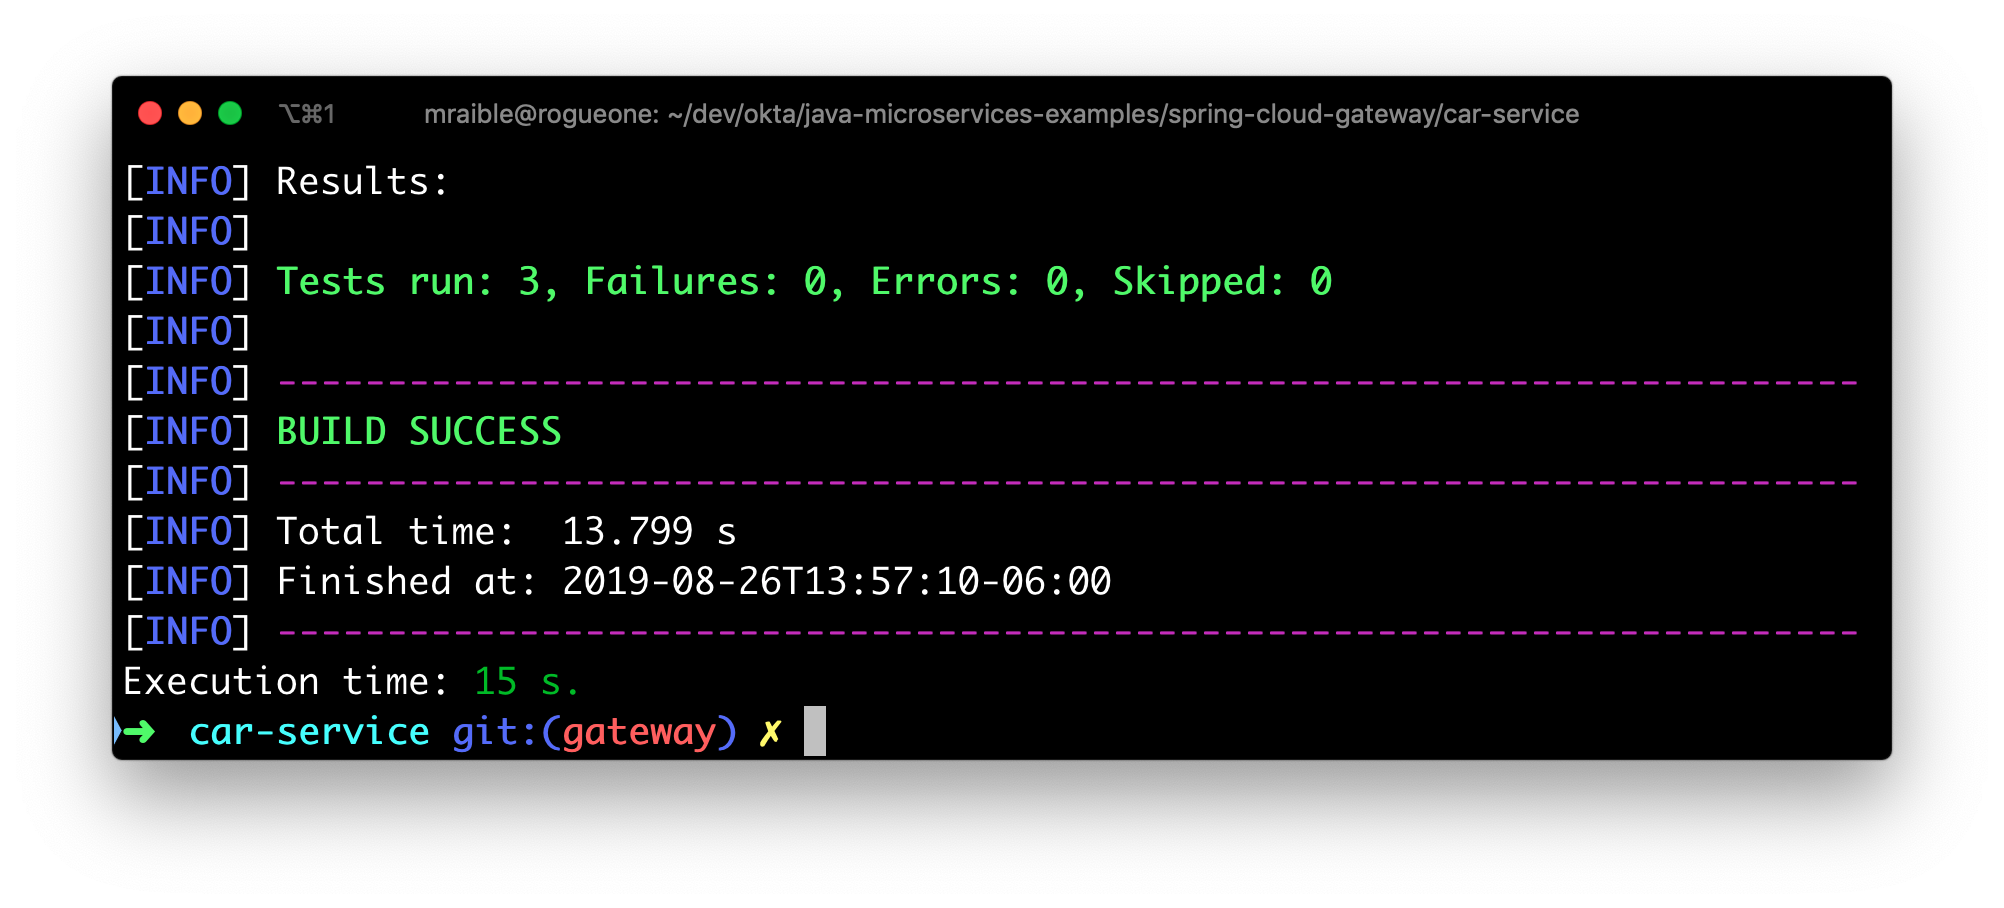 ⌥⌘1 mraible@rogueone: ~/dev/okta/java-microservices-examples/spring-cloud-gateway/car-service
[INFO] Results:
[INFO]
[INFO] Tests run: 3, Failures: 0, Errors: 0, Skipped: 0
[INFO]
[INFO] ------------------------------------------------------------------------
[INFO] BUILD SUCCESS
[INFO] ------------------------------------------------------------------------
[INFO] Total time:  13.799 s
[INFO] Finished at: 2019-08-26T13:57:10-06:00
[INFO] ------------------------------------------------------------------------
Execution time: 15 s.
➜  car-service git:(gateway) ✗